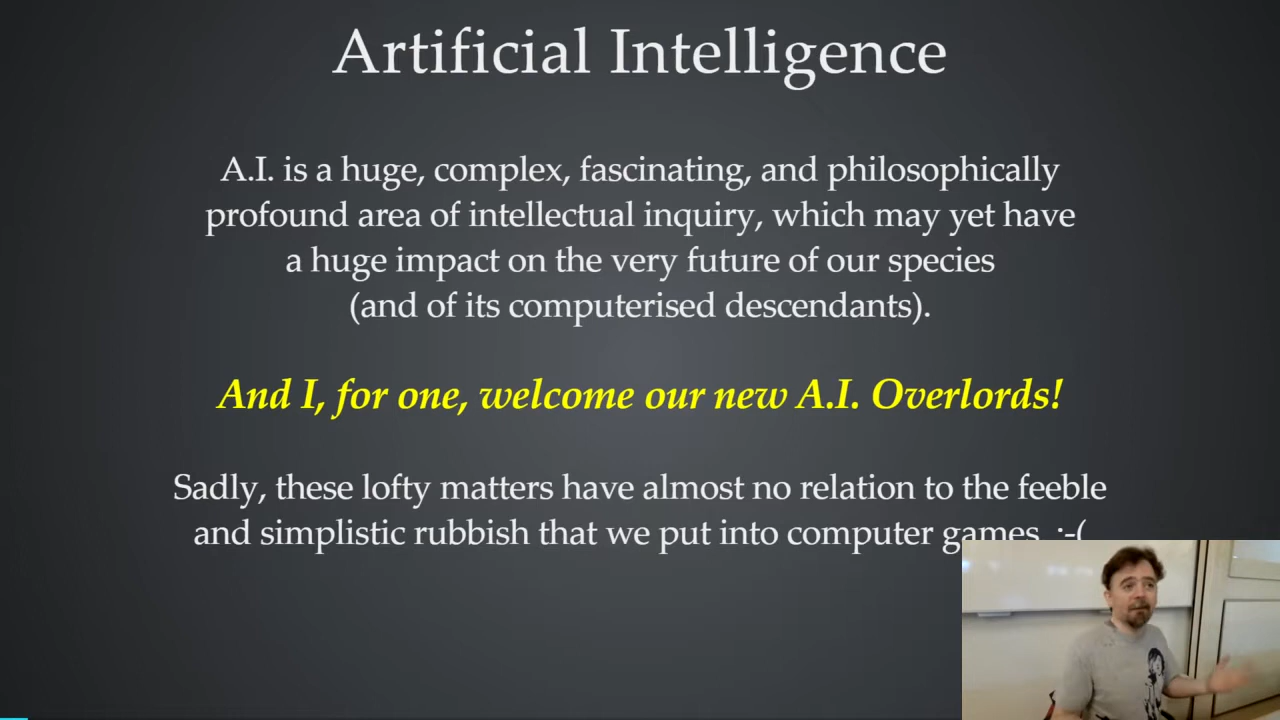 Artificial Intelligence
A.I. is a huge, complex, fascinating, and philosophically
profound area of intellectual inquiry, which may yet have
a huge impact on the very future of our species
(and of its computerised descendants).
And I, for one, welcome our new A.I. Overlords!
Sadly, these lofty matters have almost no relation to the feeble
and simplistic rubbish that we put into computer games. :-(